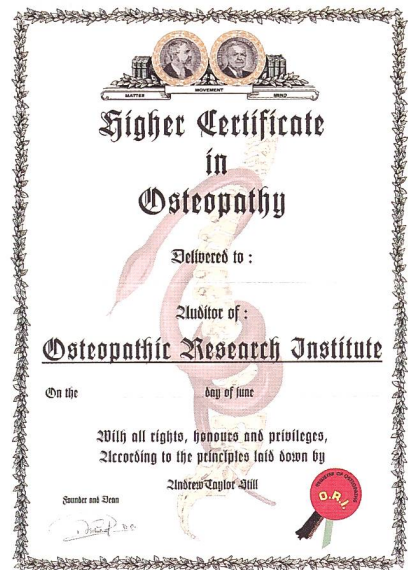 MATTER MOVEMENT MIND
Higher Certificate
in
Osteopathy
Delivered to :
Auditor of :
Osteopathic Research Institute
On the day of june
With all rights, honours and privileges,
According to the principles laid down by
Andrew Taylor Still
Founder and Dean
D.O.
O.R.I.